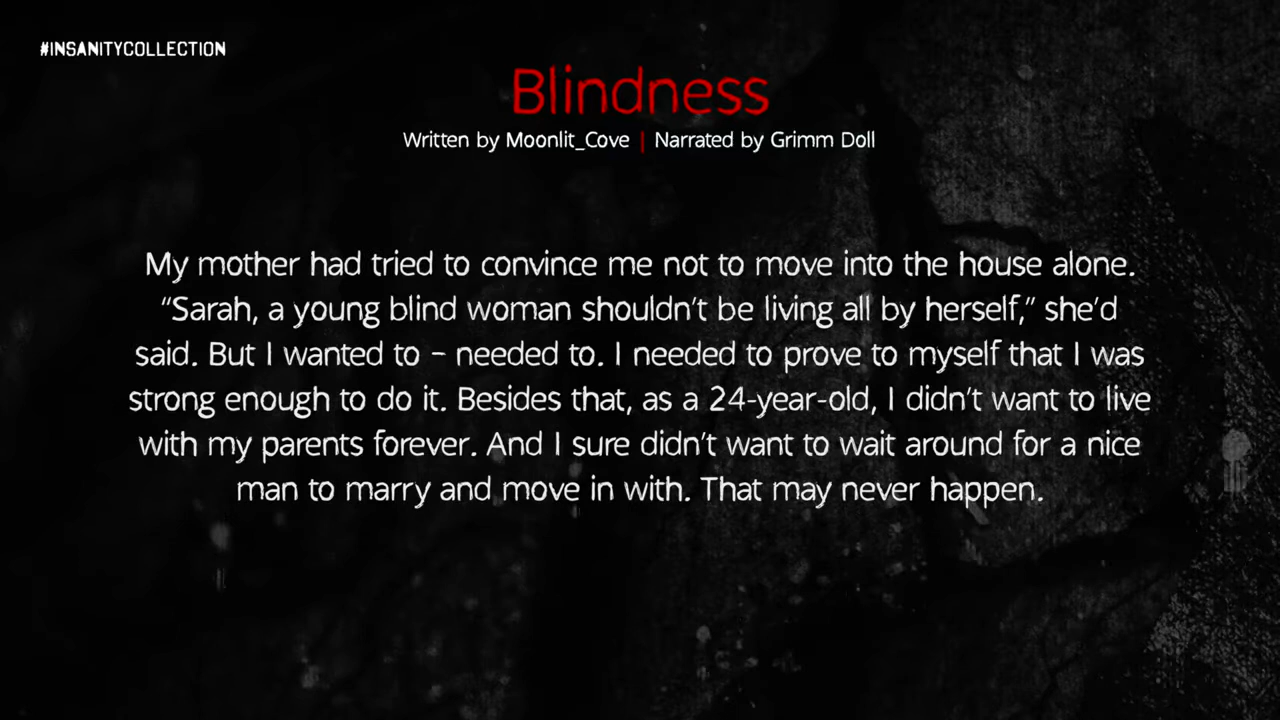 #INSANITYCOLLECTION
Blindness
Written by Moonlit_Cove | Narrated by Grimm Doll
My mother had tried to convince me not to move into the house alone.
“Sarah, a young blind woman shouldn’t be living all by herself,” she’d
said. But I wanted to – needed to. I needed to prove to myself that I was
strong enough to do it. Besides that, as a 24-year-old, I didn’t want to live
with my parents forever. And I sure didn’t want to wait around for a nice
man to marry and move in with. That may never happen.